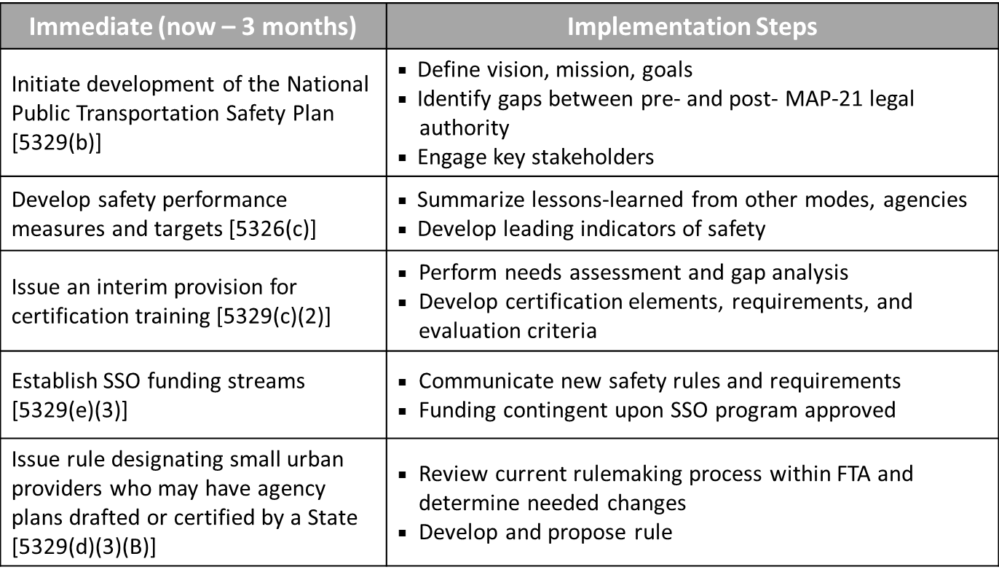 Immediate (now – 3 months)
Implementation Steps
Initiate development of the National
Public Transportation Safety Plan
[5329(b)]
▪ Define vision, mission, goals
▪ Identify gaps between pre- and post- MAP-21 legal
authority
▪ Engage key stakeholders
Develop safety performance
measures and targets [5326(c)]
▪ Summarize lessons-learned from other modes, agencies
▪ Develop leading indicators of safety
Issue an interim provision for
certification training [5329(c)(2)]
▪ Perform needs assessment and gap analysis
▪ Develop certification elements, requirements, and
evaluation criteria
Establish SSO funding streams
[5329(e)(3)]
▪ Communicate new safety rules and requirements
▪ Funding contingent upon SSO program approved
Issue rule designating small urban
providers who may have agency
plans drafted or certified by a State
[5329(d)(3)(B)]
▪ Review current rulemaking process within FTA and
determine needed changes
▪ Develop and propose rule